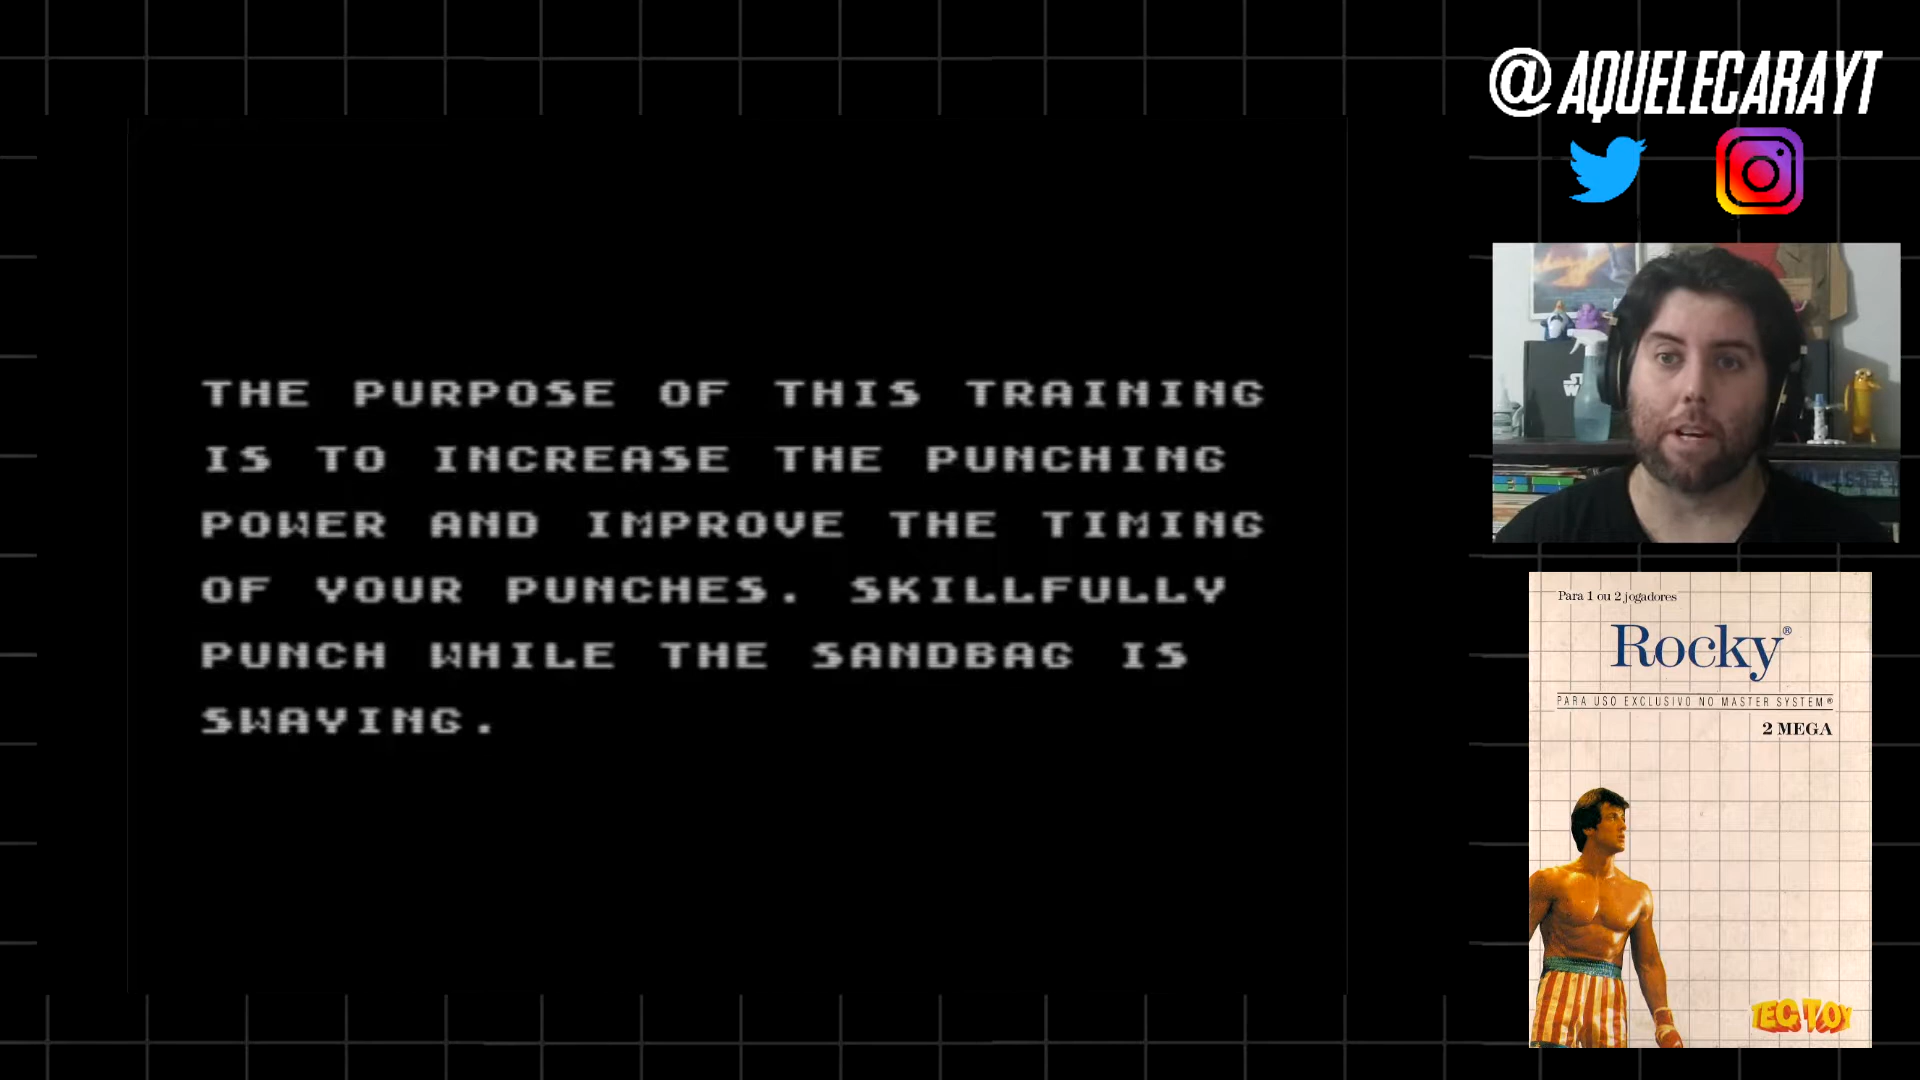 @AQUELECARAYT
THE PURPOSE OF THIS TRAINING
IS TO INCREASE THE PUNCHING
POWER AND IMPROVE THE TIMING
OF YOUR PUNCHES. SKILLFULLY
PUNCH WHILE THE SANDBAG IS
SWAYING.
Para 1 ou 2 jogadores
Rocky®
PARA USO EXCLUSIVO NO MASTER SYSTEM®
2 MEGA
TEC TOY